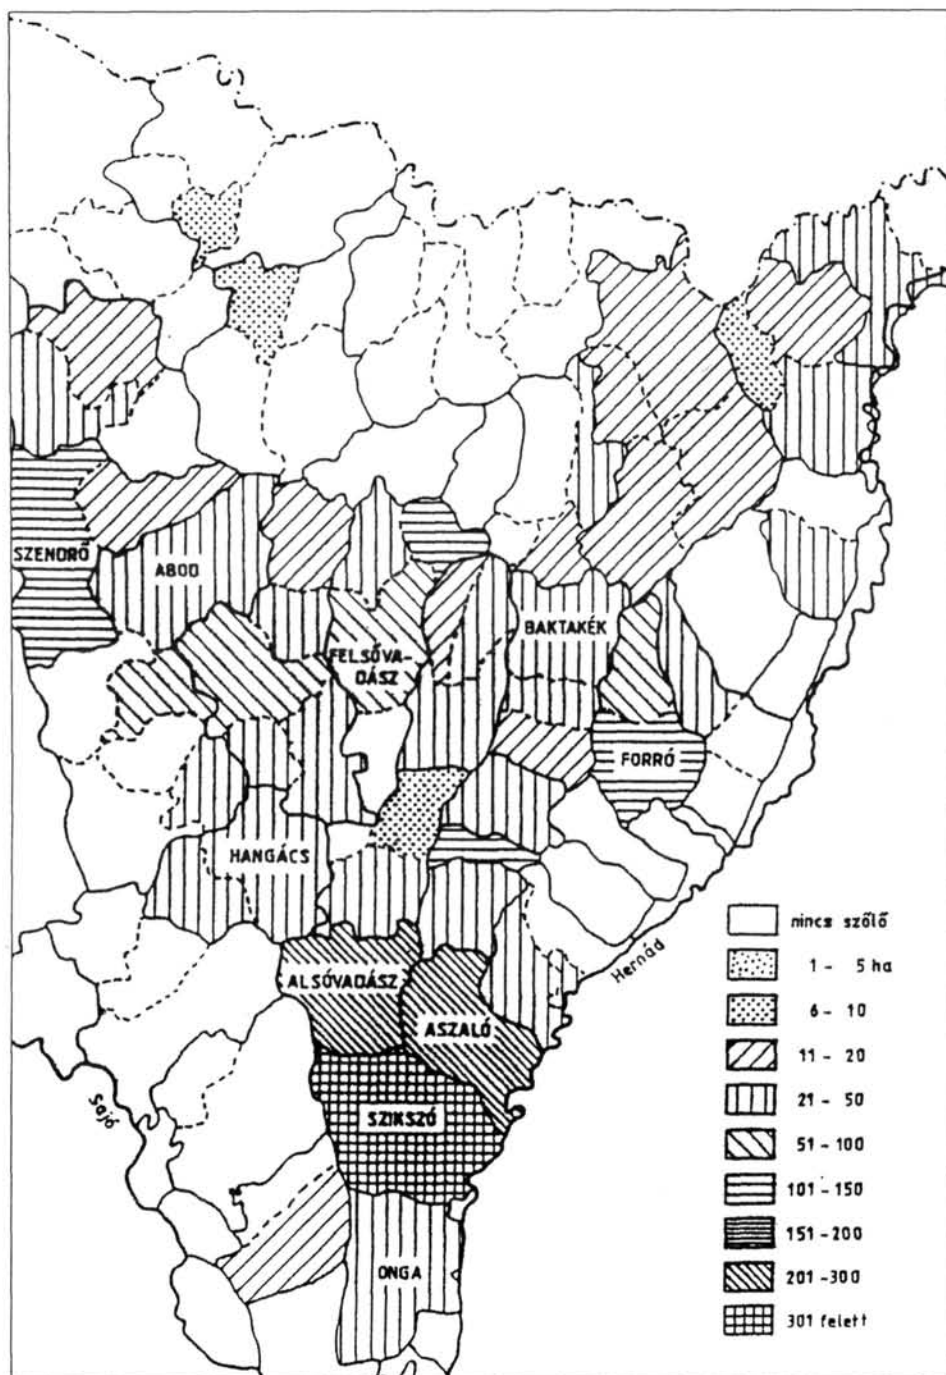 SZENDRŐ
ABOD
FELSŐVA-
DÁSZ
BAKTAKÉK
FORRÓ
HANGÁCS
ALSÓVADÁSZ
ASZALÓ
SZIKSZÓ
ONGA
Sajó
Hernád
nincs szőlő
1 - 5 ha
6 - 10
11 - 20
21 - 50
51 - 100
101 - 150
151 - 200
201 - 300
301 felett